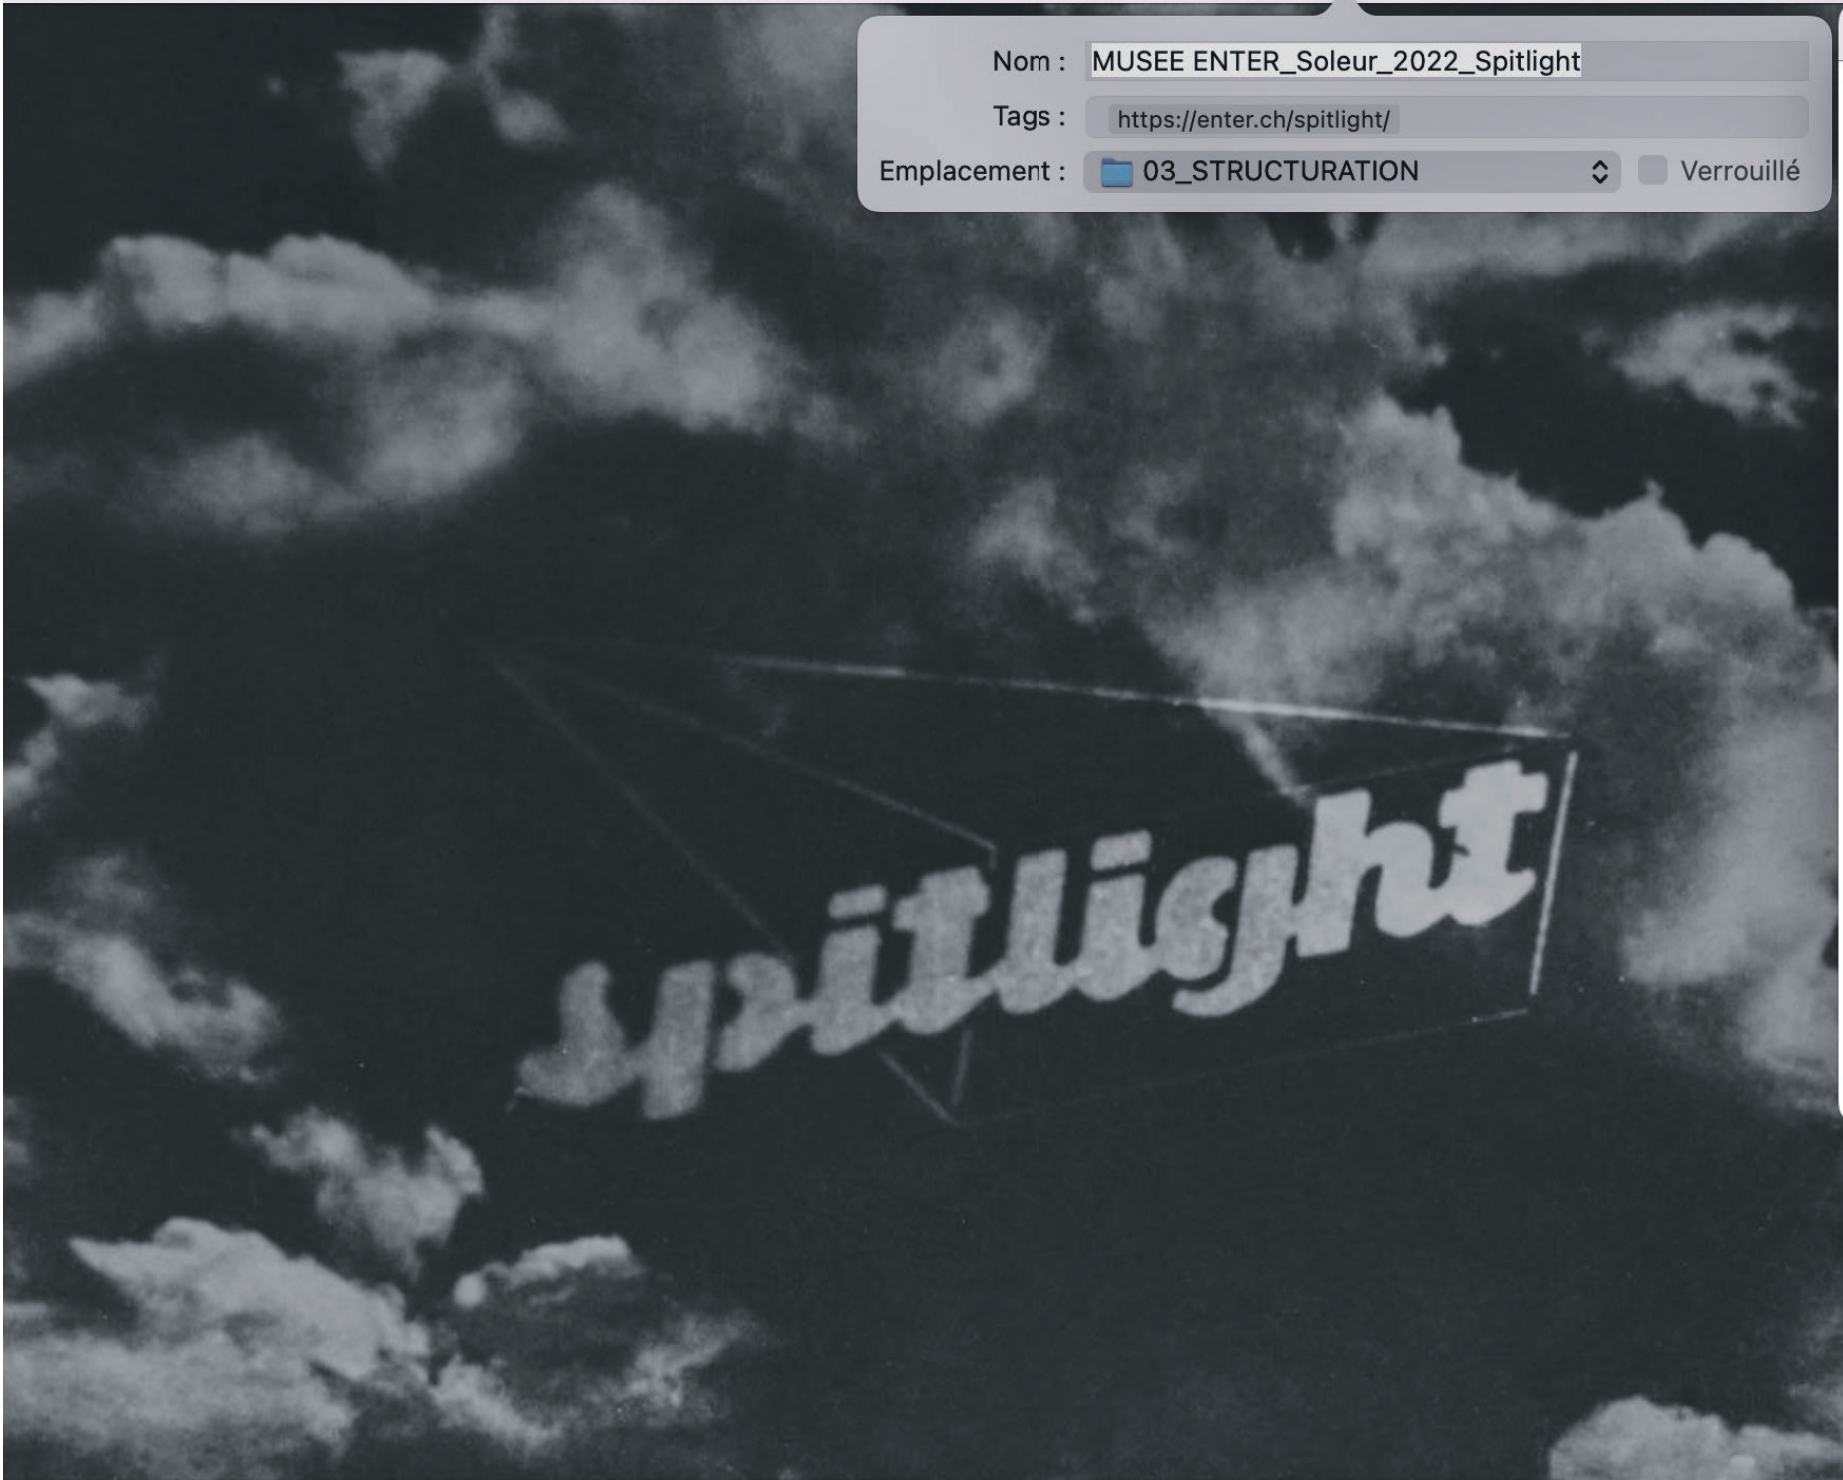 Nom : MUSEE ENTER_Soleur_2022_Spitlight
Tags : https://enter.ch/spitlight/
Emplacement : 03_STRUCTURATION Verrouillé
spitlight